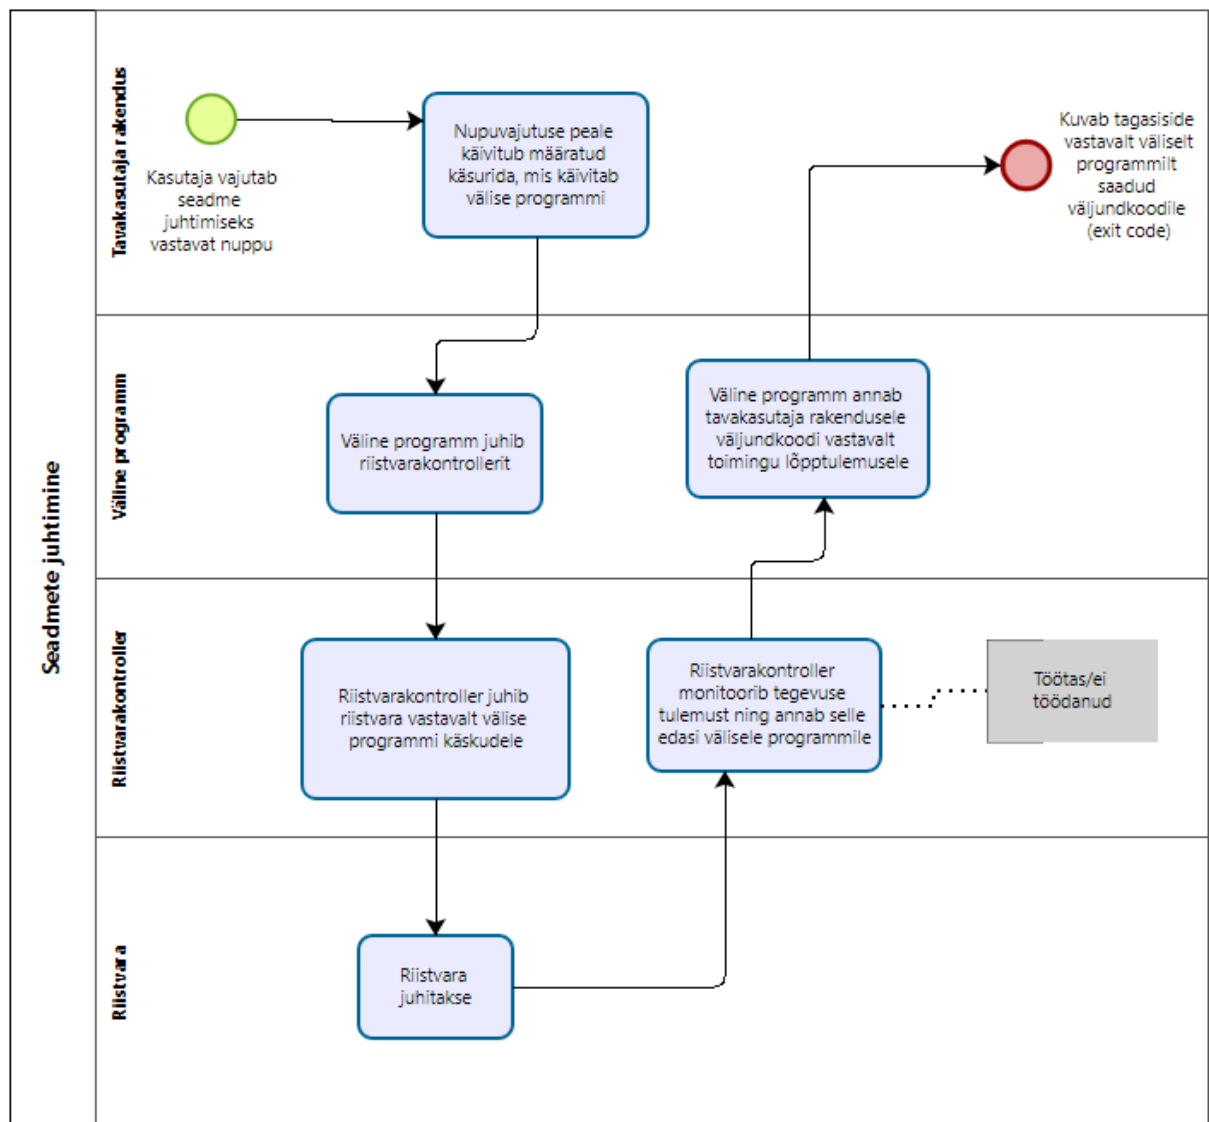 Seadmete juhtimine
Tavakasutaja rakendus
Kasutaja vajutab
seadme
juhtimiseks
vastavat nuppu
Nupuvajutuse peale
käivitub määratud
käsurida, mis käivitab
välise programmi
Kuvab tagasiside
vastavalt väliselt
programmilt
saadud
väljundkoodile
(exit code)
Väline programm
Väline programm juhib
riistvarakontrollerit
Väline programm annab
tavakasutaja rakendusele
väljundkoodi vastavalt
toimingu lõpptulemusele
Riistvarakontroller
Riistvarakontroller juhib
riistvara vastavalt välise
programmi käskudele
Riistvarakontroller
monitoorib tegevuse
tulemust ning annab selle
edasi välisele programmile
Töötas/ei
töödanud
Riistvara
Riistvara
juhitakse